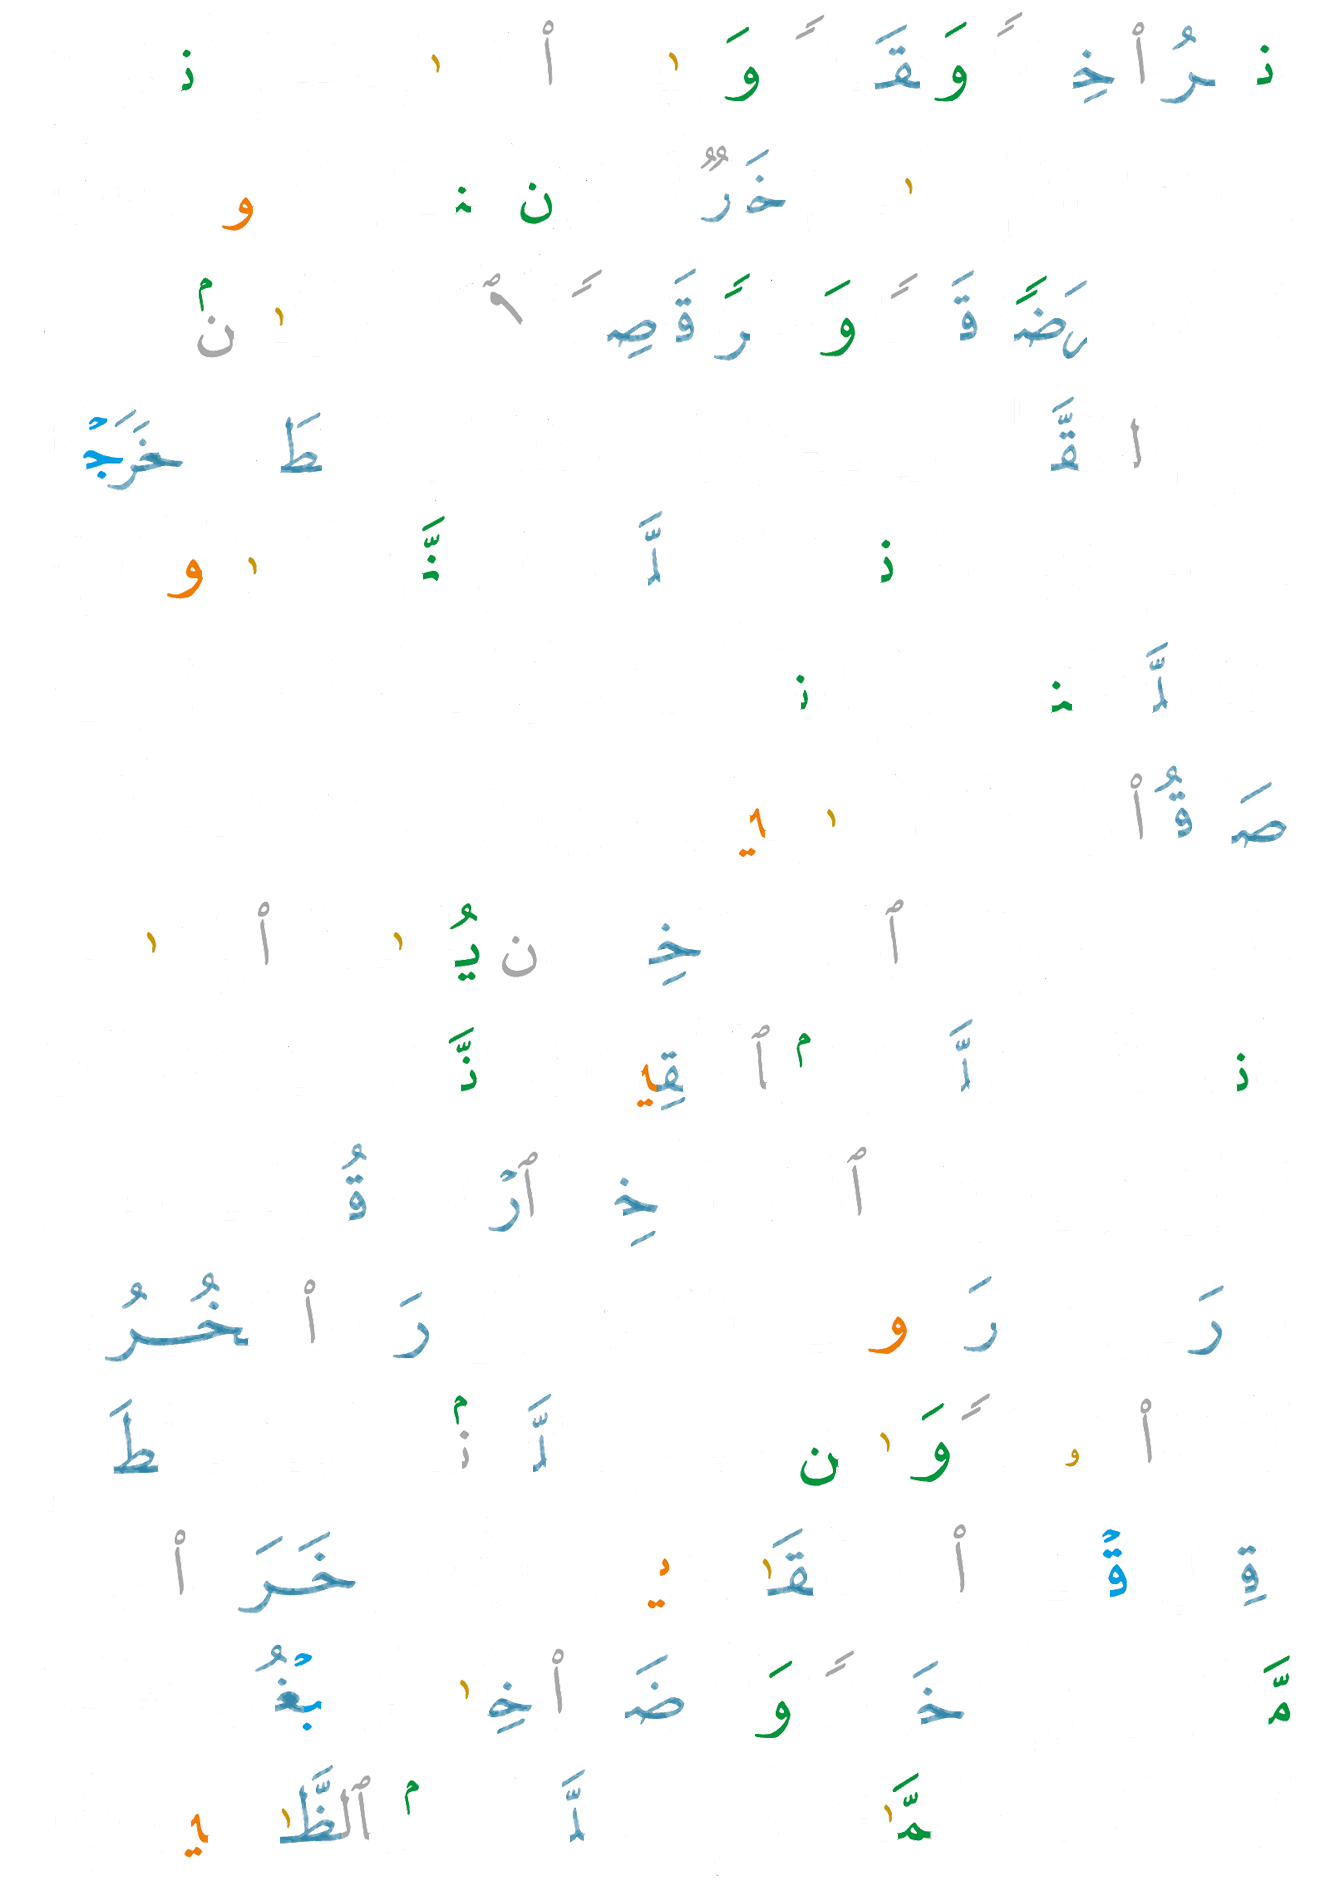 ذ رُ اْ خِ ً وَ قَ ً وَ ٰ اْ ٰ ذ
ٰ خَ رٌ ن ن و
رَضً قَ ً وَ رً قَ صِ ً ن ۢ ٰ
ا قَّ طَ خَرَجْ
ذ لَّ نَّ ٰ و
لَّ ن ذ
صَ قُ اْ ٰ ي
ٱ خِ ن يُ ٰ اْ ٰ
ذ لَّ ۢ ٱ قِي ذَّ
ٱ خِ ٱ رْ قُ
رَ رَ و رَ اْ خُرُ
اْ ۥ ً وَ ٰ ن لَّ ن ۢ طَ
قِ قْ اْ قَٰ ي خَرَ اْ
مَّ خَ ً وَ ضَ اْ خِ ٰ بْغُ
مَّٰ لَّ ۢ ٱلظَّٰ ي